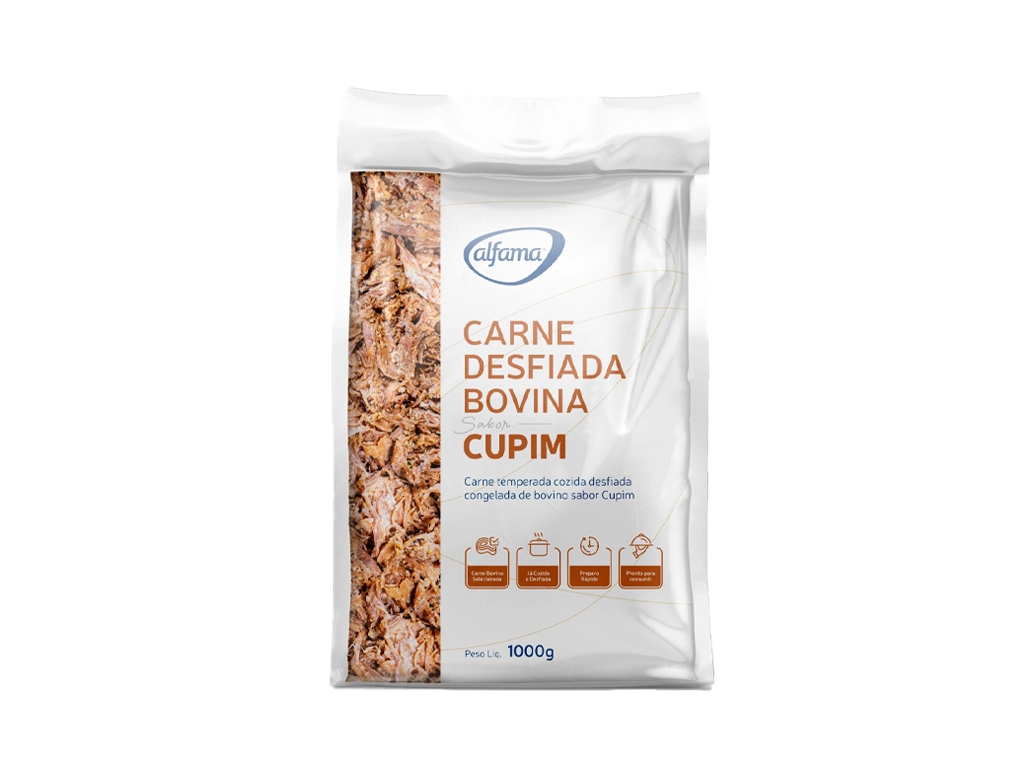 alfama
CARNE
DESFIADA
BOVINA
Sabor
CUPIM
Carne temperada cozida desfiada
congelada de bovino sabor Cupim
Carne Bovina
Selecionada
Já Cozida
e Desfiada
Preparo
Rápido
Pronto para
consumir
Peso Liq. 1000g